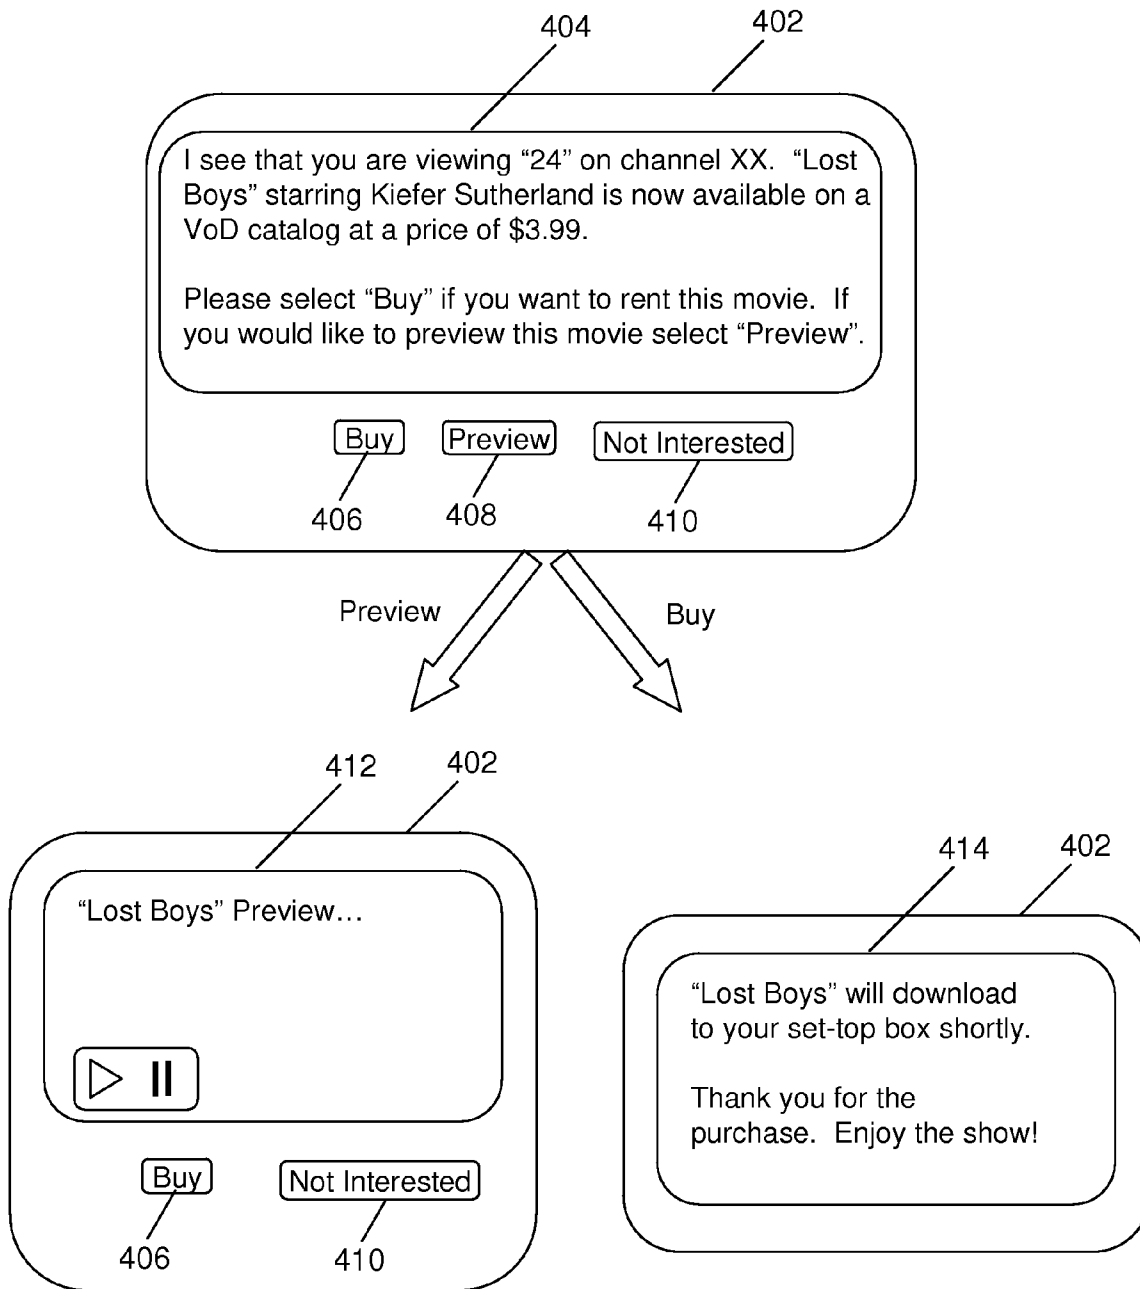 404
402
I see that you are viewing “24” on channel XX.  “Lost
Boys” starring Kiefer Sutherland is now available on a
VoD catalog at a price of $3.99.
Please select “Buy” if you want to rent this movie.  If
you would like to preview this movie select “Preview”.
Buy
Preview
Not Interested
406
408
410
Preview
Buy
412
402
“Lost Boys” Preview…
Buy
Not Interested
406
410
414
402
“Lost Boys” will download
to your set-top box shortly.
Thank you for the
purchase.  Enjoy the show!